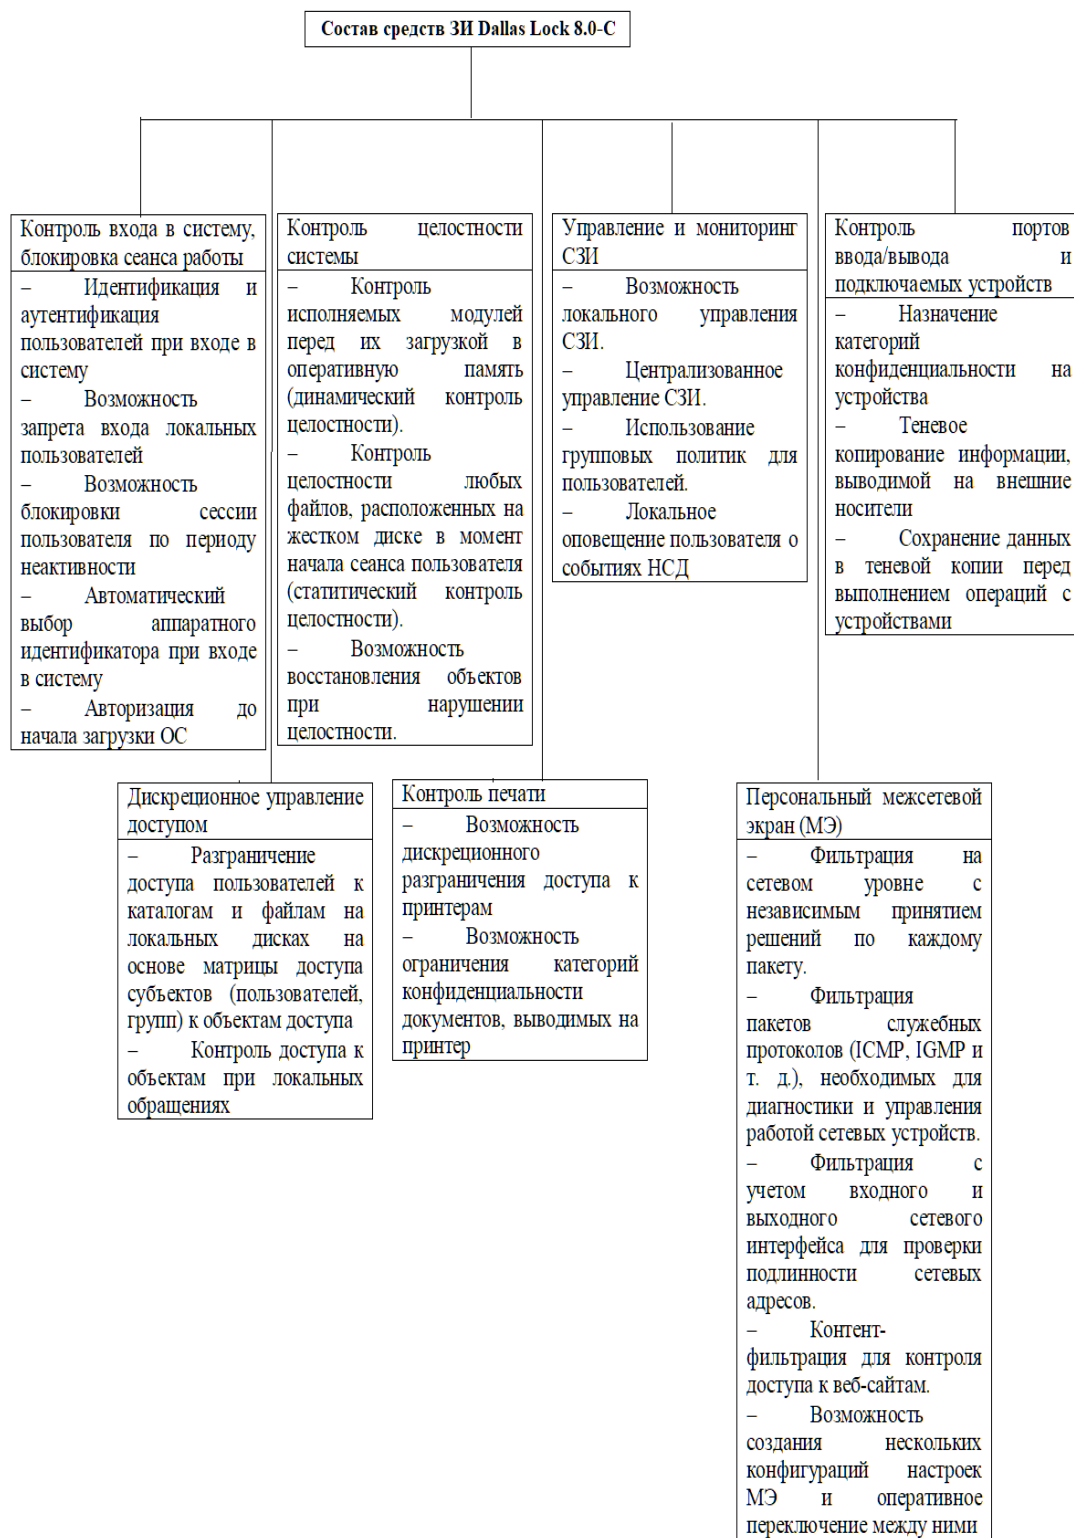 Состав средств ЗИ Dallas Lock 8.0-С
Контроль входа в систему,
блокировка сеанса работы
– Идентификация и
аутентификация
пользователей при входе в
систему
– Возможность
запрета входа локальных
пользователей
– Возможность
блокировки сессии
пользователя по периоду
неактивности
– Автоматический
выбор аппаратного
идентификатора при входе
в систему
– Авторизация до
начала загрузки ОС
Контроль целостности
системы
– Контроль
исполняемых модулей
перед их загрузкой в
оперативную память
(динамический контроль
целостности).
– Контроль
целостности любых
файлов, расположенных на
жестком диске в момент
начала сеанса пользователя
(статитический контроль
целостности).
– Возможность
восстановления объектов
при нарушении
целостности.
Управление и мониторинг
СЗИ
– Возможность
локального управления
СЗИ.
– Централизованное
управление СЗИ.
– Использование
групповых политик для
пользователей.
– Локальное
оповещение пользователя о
событиях НСД
Контроль портов
ввода/вывода и
подключаемых устройств
– Назначение
категорий
конфиденциальности на
устройства
– Теневое
копирование информации,
выводимой на внешние
носители
– Сохранение данных
в теневой копии перед
выполнением операций с
устройствами
Дискреционное управление
доступом
– Разграничение
доступа пользователей к
каталогам и файлам на
локальных дисках на
основе матрицы доступа
субъектов (пользователей,
групп) к объектам доступа
– Контроль доступа к
объектам при локальных
обращениях
Контроль печати
– Возможность
дискреционного
разграничения доступа к
принтерам
– Возможность
ограничения категорий
конфиденциальности
документов, выводимых на
принтер
Персональный межсетевой
экран (МЭ)
– Фильтрация на
сетевом уровне с
независимым принятием
решений по каждому
пакету.
– Фильтрация
пакетов служебных
протоколов (ICMP, IGMP и
т. д.), необходимых для
диагностики и управления
работой сетевых устройств.
– Фильтрация с
учетом входного и
выходного сетевого
интерфейса для проверки
подлинности сетевых
адресов.
– Контент-
фильтрация для контроля
доступа к веб-сайтам.
– Возможность
создания нескольких
конфигураций настроек
МЭ и оперативное
переключение между ними